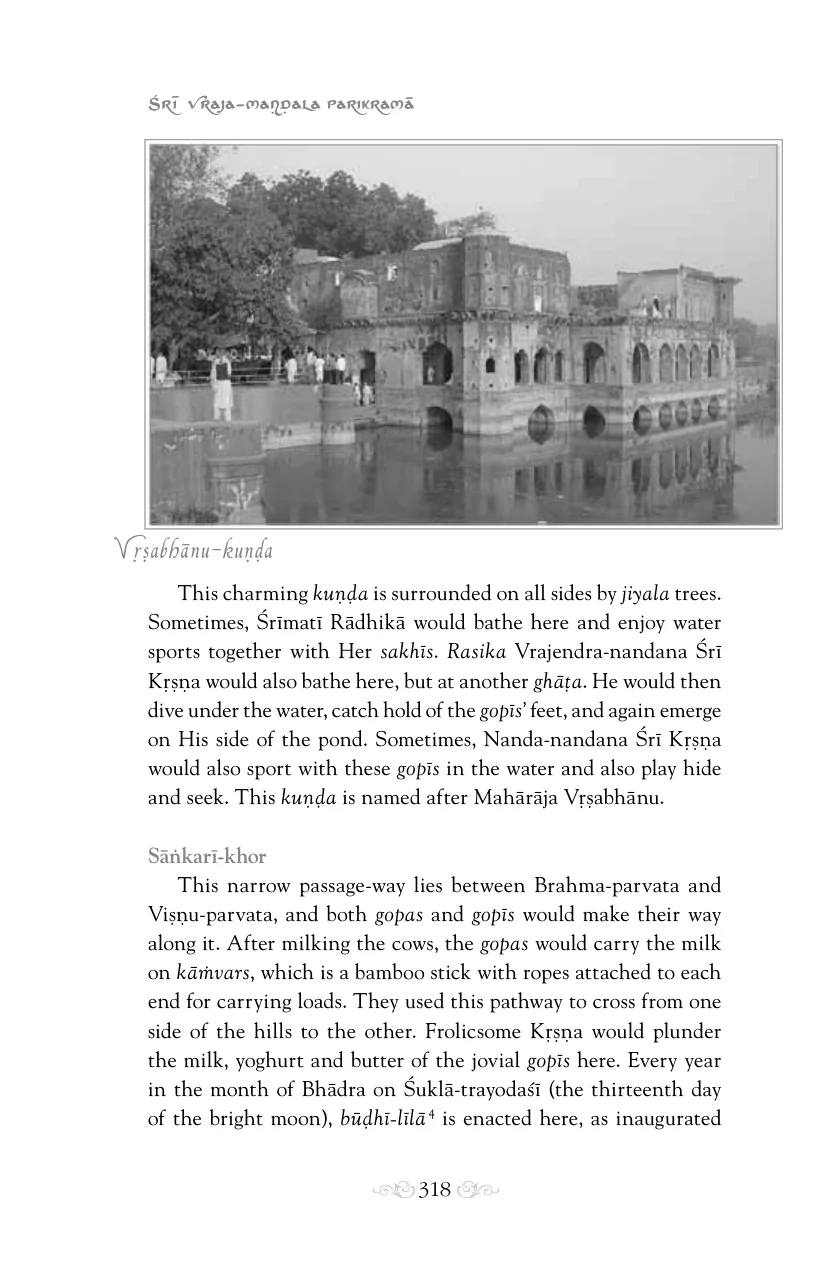 Śrī Vraja-maṇḍala Parikramā
Vṛṣabhānu-kuṇḍa
This charming kuṇḍa is surrounded on all sides by jiyala trees.
Sometimes, Śrīmatī Rādhikā would bathe here and enjoy water
sports together with Her sakhīs. Rasika Vrajendra-nandana Śrī
Kṛṣṇa would also bathe here, but at another ghāṭa. He would then
dive under the water, catch hold of the gopīs’ feet, and again emerge
on His side of the pond. Sometimes, Nanda-nandana Śrī Kṛṣṇa
would also sport with these gopīs in the water and also play hide
and seek. This kuṇḍa is named after Mahārāja Vṛṣabhānu.
Sāṅkarī-khor
This narrow passage-way lies between Brahma-parvata and
Viṣṇu-parvata, and both gopas and gopīs would make their way
along it. After milking the cows, the gopas would carry the milk
on kāṁvars, which is a bamboo stick with ropes attached to each
end for carrying loads. They used this pathway to cross from one
side of the hills to the other. Frolicsome Kṛṣṇa would plunder
the milk, yoghurt and butter of the jovial gopīs here. Every year
in the month of Bhādra on Śuklā-trayodaśī (the thirteenth day
of the bright moon), būḍhī-līlā⁴ is enacted here, as inaugurated
318